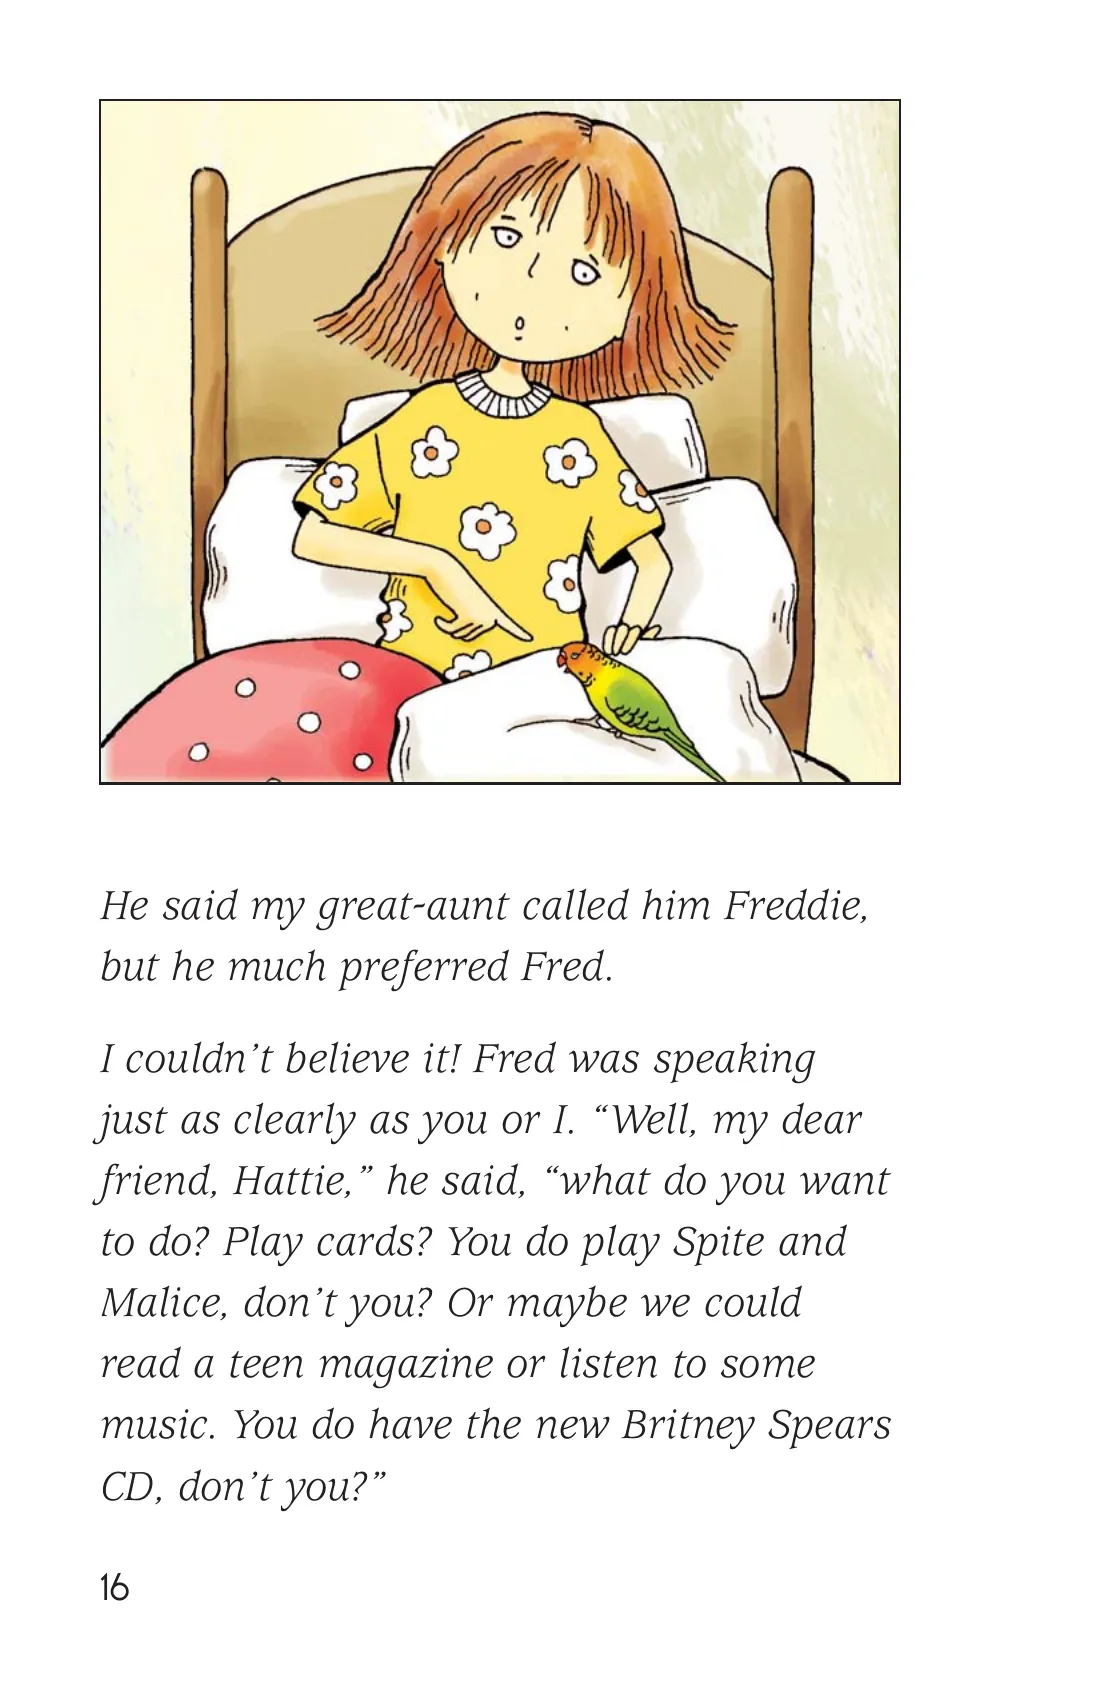 He said my great-aunt called him Freddie,
but he much preferred Fred.
I couldn’t believe it! Fred was speaking
just as clearly as you or I. “Well, my dear
friend, Hattie,” he said, “what do you want
to do? Play cards? You do play Spite and
Malice, don’t you? Or maybe we could
read a teen magazine or listen to some
music. You do have the new Britney Spears
CD, don’t you?”
16